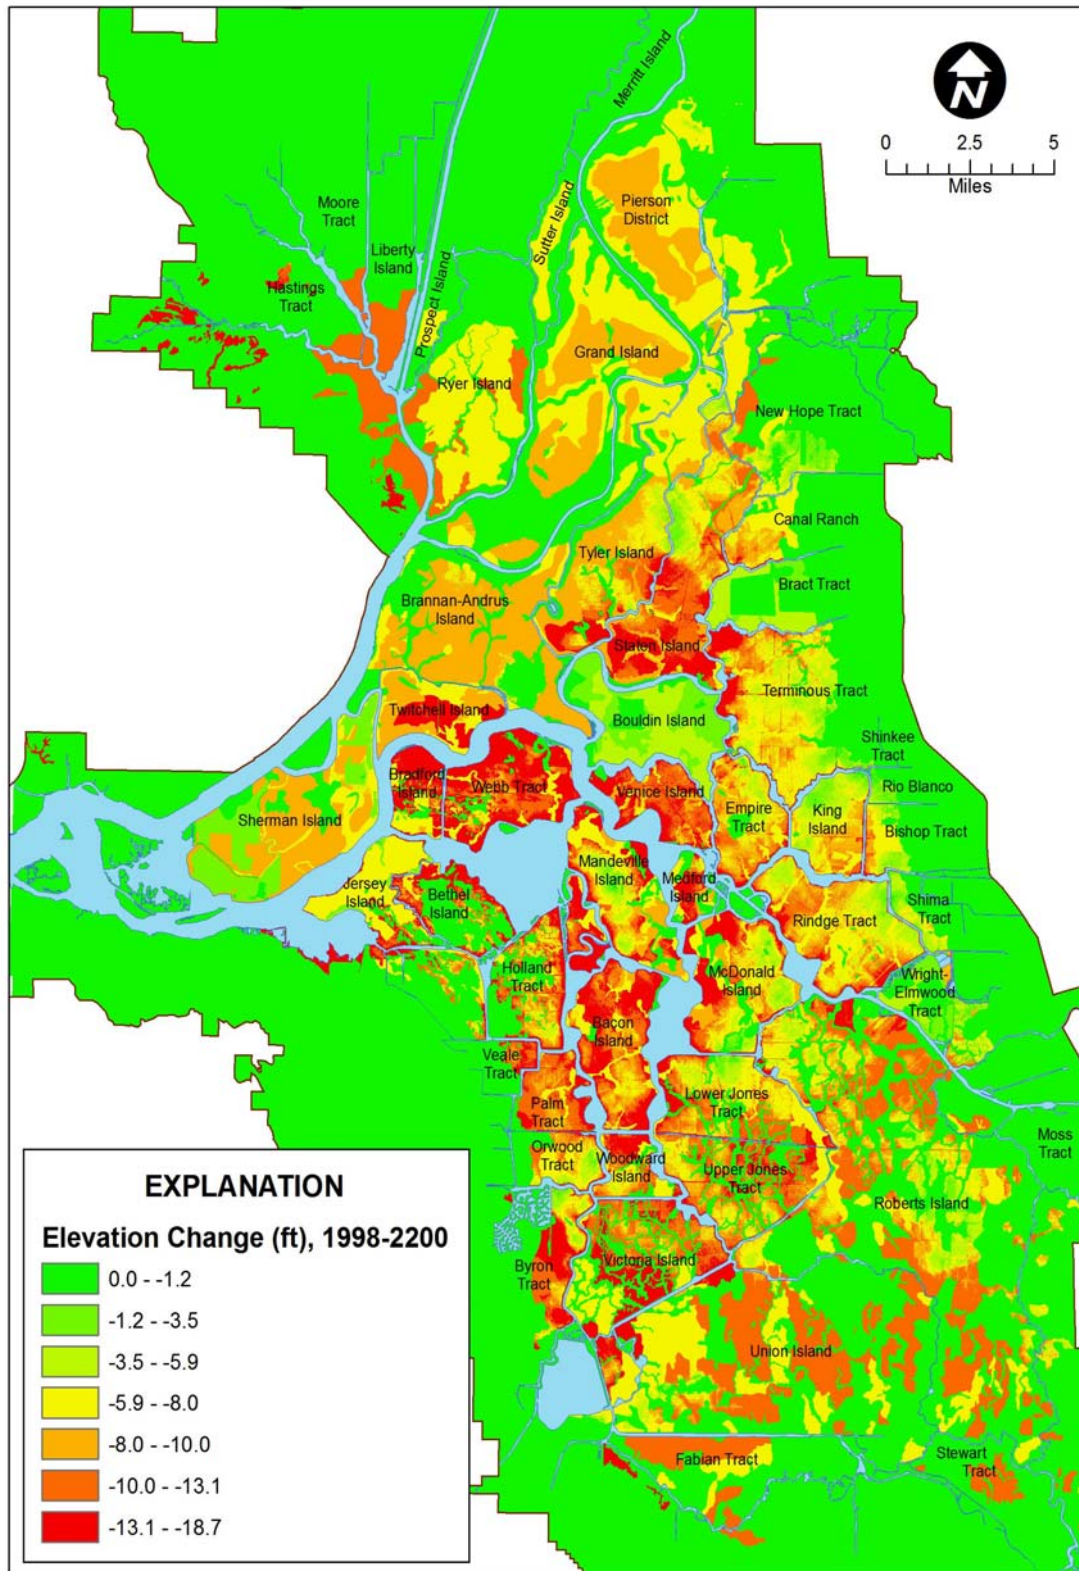 Merritt Island
N
0 2.5 5
Miles
Pierson
District
Sutter Island
Moore
Tract
Liberty
Island
Prospect Island
Hastings
Tract
Grand Island
Ryer Island
New Hope Tract
Canal Ranch
Tyler Island
Bract Tract
Brannan-Andrus
Island
Staten Island
Terminous Tract
Twitchell Island
Bouldin Island
Shinkee
Tract
Bradford
Island
Webb Tract
Venice Island
Rio Blanco
Empire
Tract
King
Island
Sherman Island
Bishop Tract
Mandeville
Island
Medford
Island
Jersey
Island
Bethel
Island
Shima
Tract
Rindge Tract
Holland
Tract
McDonald
Island
Wright-
Elmwood
Tract
Bacon
Island
Veale
Tract
Palm
Tract
Lower Jones
Tract
Moss
Tract
Orwood
Tract
Woodward
Island
Upper Jones
Tract
Roberts Island
Byron
Tract
Victoria Island
Union Island
Fabian Tract
Stewart
Tract
EXPLANATION
Elevation Change (ft), 1998-2200
0.0 - -1.2
-1.2 - -3.5
-3.5 - -5.9
-5.9 - -8.0
-8.0 - -10.0
-10.0 - -13.1
-13.1 - -18.7